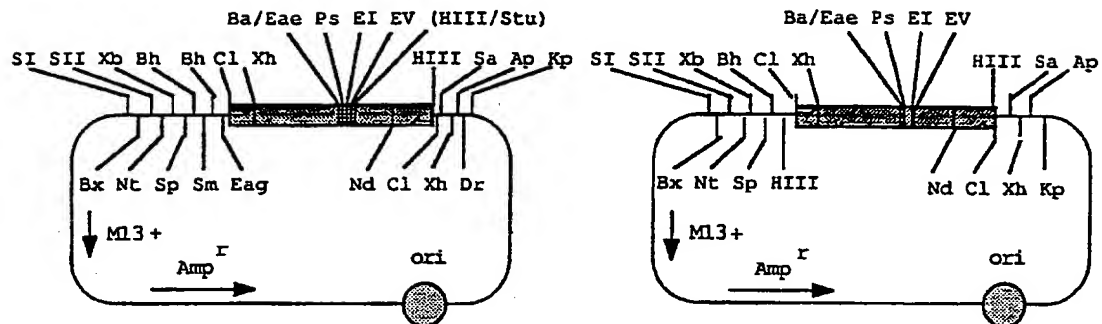 Ba/Eae Ps EI EV (HIII/Stu)
SI SII Xb Bh Bh Cl Xh HIII Sa Ap Kp
Bx Nt Sp Sm Eag Nd Cl Xh Dr
M13+
Amp r
ori
Ba/Eae Ps EI EV
SI SII Xb Bh Cl Xh HIII Sa Ap
Bx Nt Sp HIII Nd Cl Xh Kp
M13+
Amp r
ori